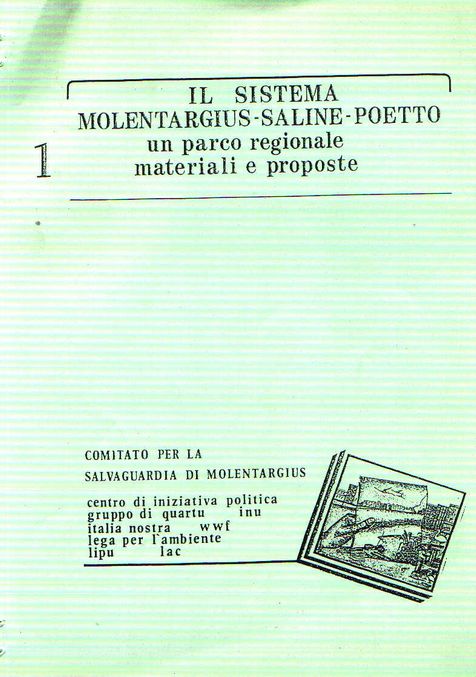 IL SISTEMA
MOLENTARGIUS-SALINE-POETTO
un parco regionale
1
materiali e proposte
COMITATO PER LA
SALVAGUARDIA DI MOLENTARGIUS
centro di iniziativa politica
gruppo di quartu inu
italia nostra wwf
lega per l'ambiente
lipu lac